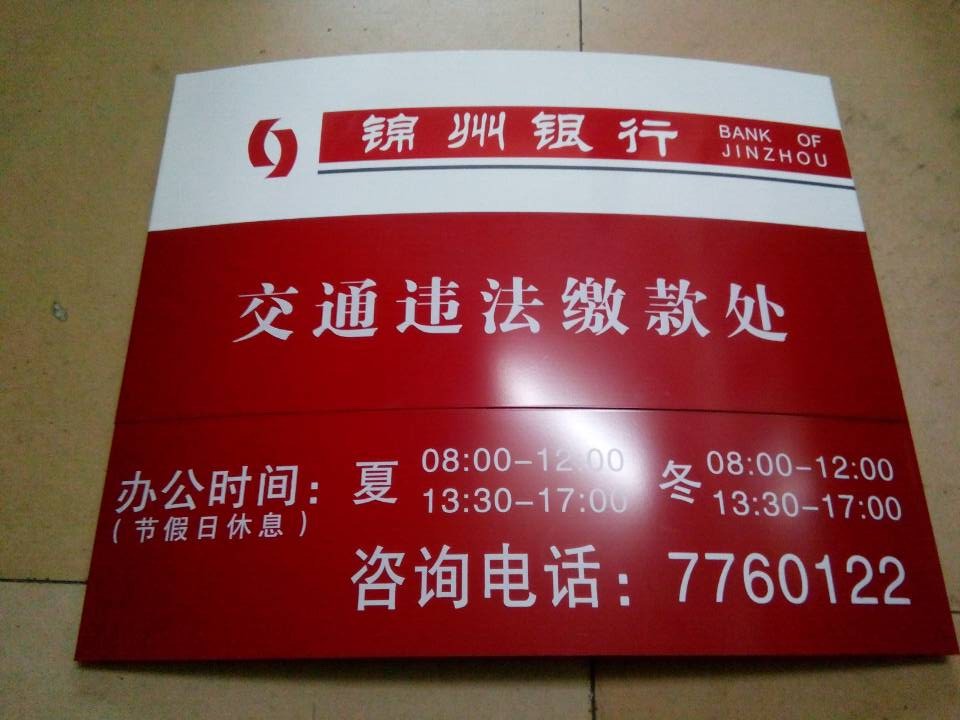 锦州银行 BANK OF JINZHOU
交通违法缴款处
办公时间: 夏 08:00-12:00 冬 08:00-12:00
(节假日休息) 13:30-17:00 13:30-17:00
咨询电话: 7760122